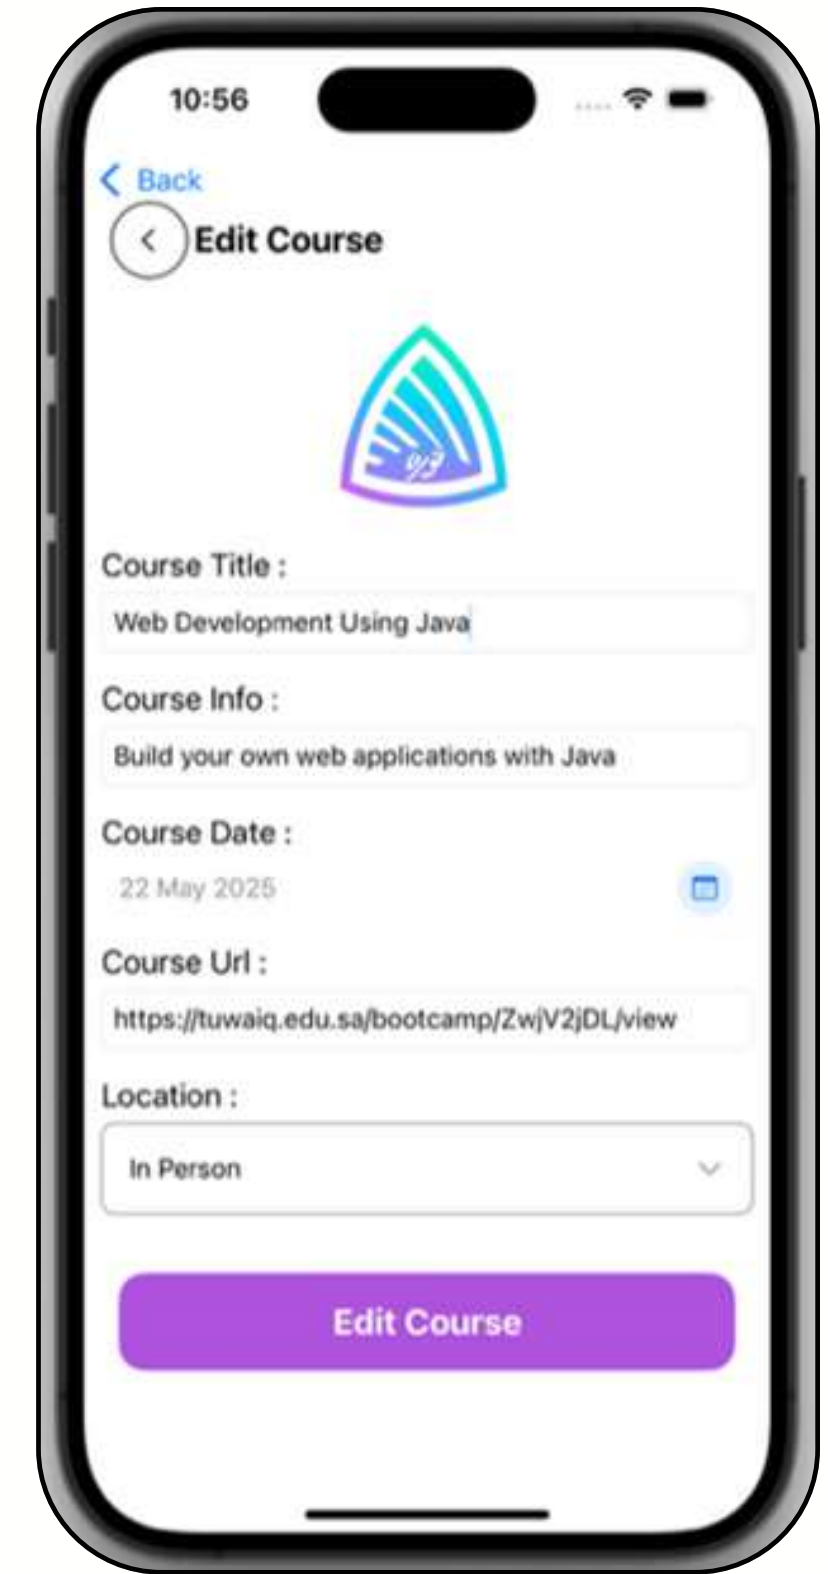 10:56
Back
Edit Course
Course Title :
Web Development Using Java
Course Info :
Build your own web applications with Java
Course Date :
22 May 2025
Course Url :
https://tuwaiq.edu.sa/bootcamp/ZwjV2jDL/view
Location :
In Person
Edit Course